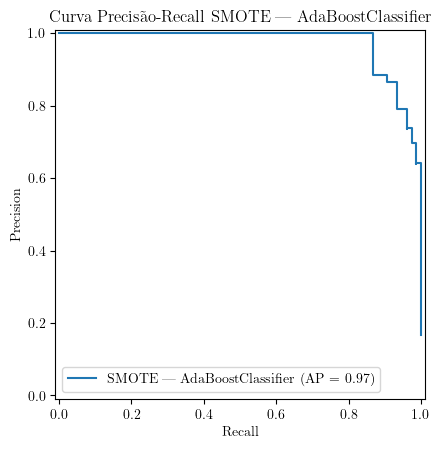 Curva Precisão-Recall SMOTE — AdaBoostClassifier
1.0
0.8
0.6
0.4
0.2
0.0
Precision
SMOTE — AdaBoostClassifier (AP = 0.97)
0.0 0.2 0.4 0.6 0.8 1.0
Recall